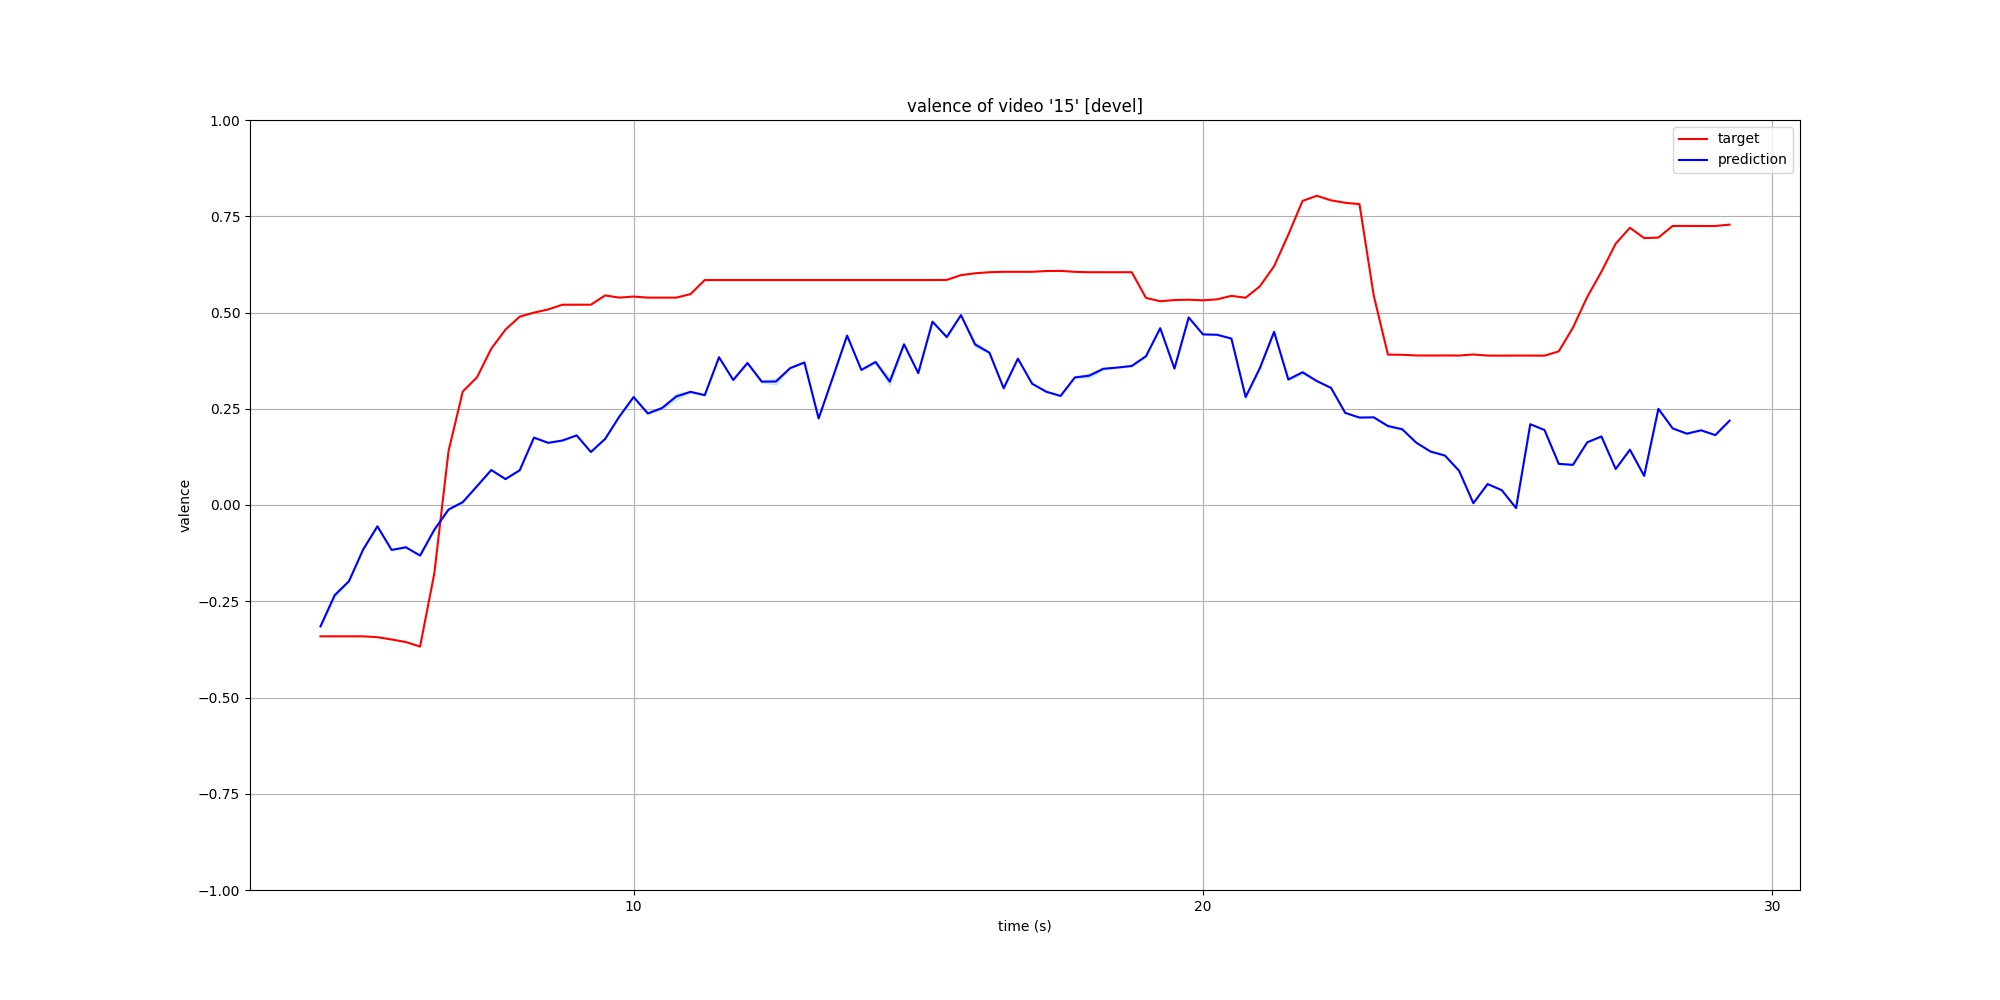 valence of video '15' [devel]
target
prediction
1.00
0.75
0.50
0.25
0.00
−0.25
−0.50
−0.75
−1.00
valence
10
20
30
time (s)